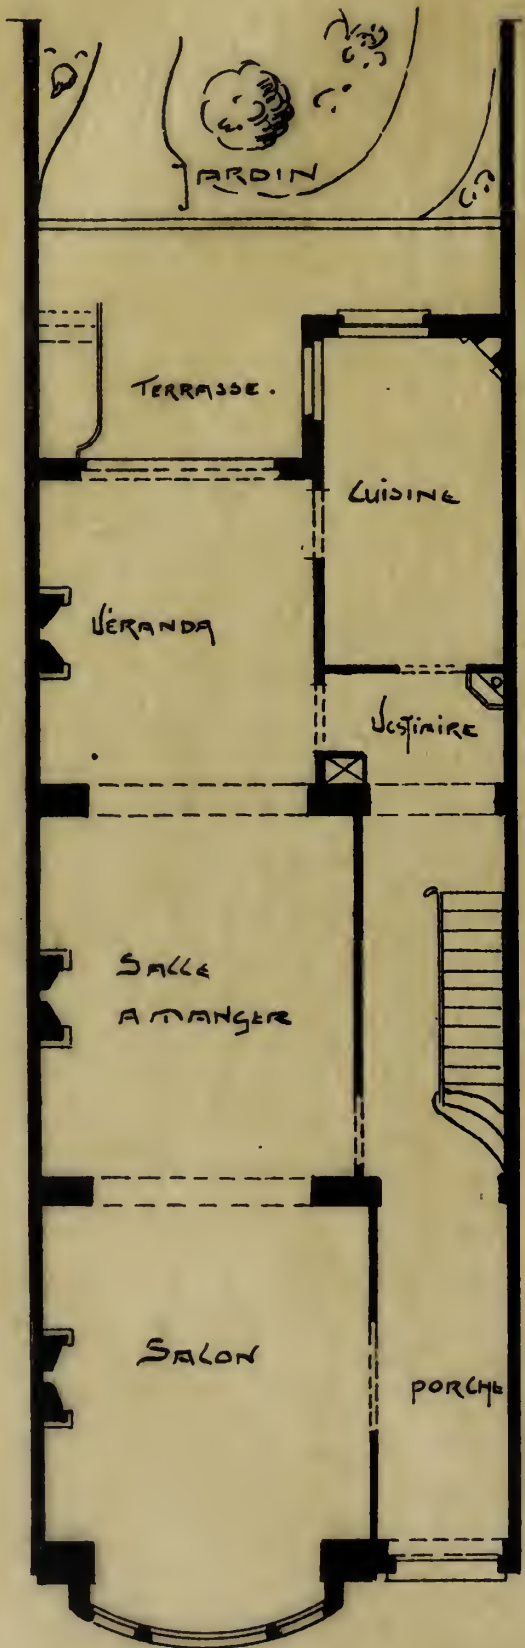 JARDIN
TERRASSE.
CUISINE
VÉRANDA
VESTIAIRE
SALLE
A MANGER
SALON
PORCHE